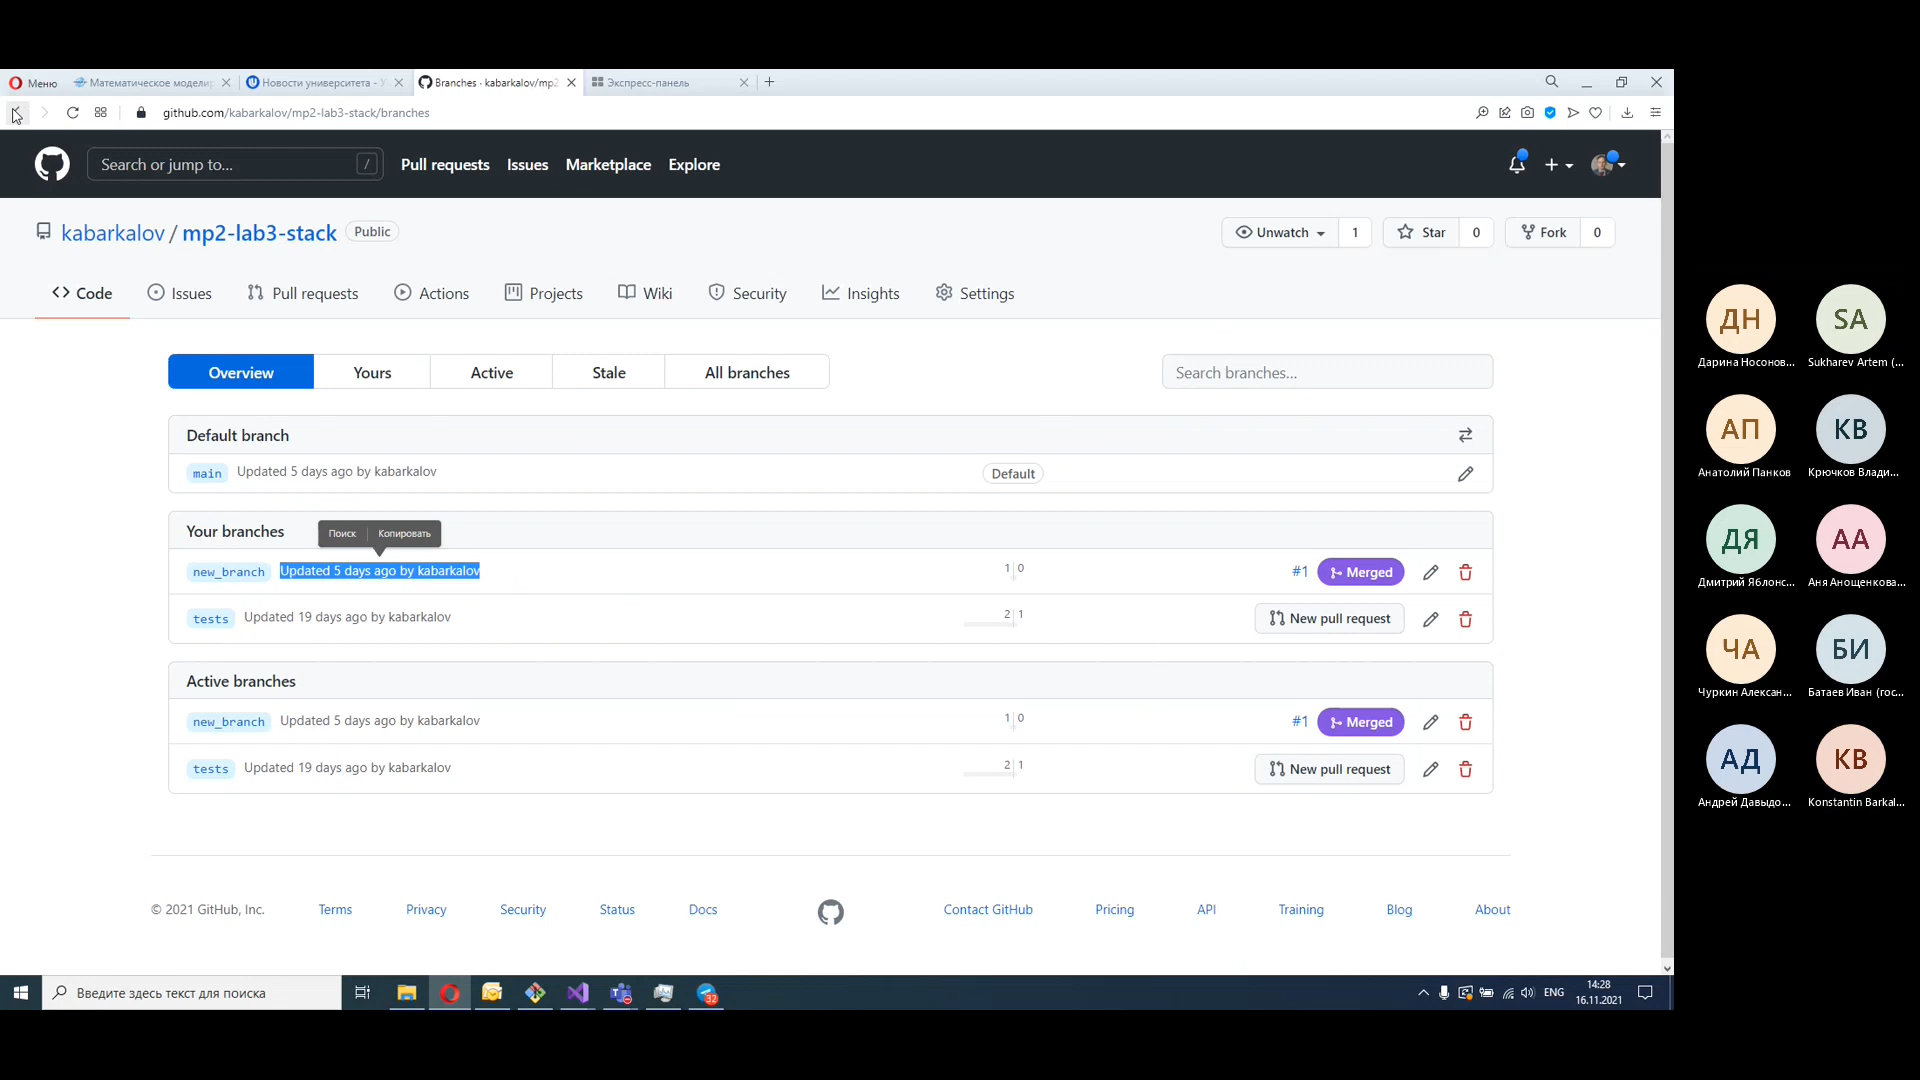 Меню
Математическое моделир
Новости университета - У
Branches · kabarkalov/mp2
Экспресс-панель
github.com/kabarkalov/mp2-lab3-stack/branches
Search or jump to...
/
Pull requests
Issues
Marketplace
Explore
kabarkalov / mp2-lab3-stack
Public
Unwatch
1
Star
0
Fork
0
Code
Issues
Pull requests
Actions
Projects
Wiki
Security
Insights
Settings
Overview
Yours
Active
Stale
All branches
Search branches...
Default branch
main Updated 5 days ago by kabarkalov
Default
Your branches
Поиск
Копировать
new_branch Updated 5 days ago by kabarkalov
1 0
#1
Merged
tests Updated 19 days ago by kabarkalov
2 1
New pull request
Active branches
new_branch Updated 5 days ago by kabarkalov
1 0
#1
Merged
tests Updated 19 days ago by kabarkalov
2 1
New pull request
© 2021 GitHub, Inc.
Terms
Privacy
Security
Status
Docs
Contact GitHub
Pricing
API
Training
Blog
About
Введите здесь текст для поиска
32
ENG
14:28
16.11.2021
ДН
Дарина Носонов...
SA
Sukharev Artem (...
АП
Анатолий Панков
КВ
Крючков Влади...
ДЯ
Дмитрий Яблонс...
АА
Аня Анощенкова...
ЧА
Чуркин Алексан...
БИ
Батаев Иван (гос...
АД
Андрей Давыдо...
KB
Konstantin Barkal...